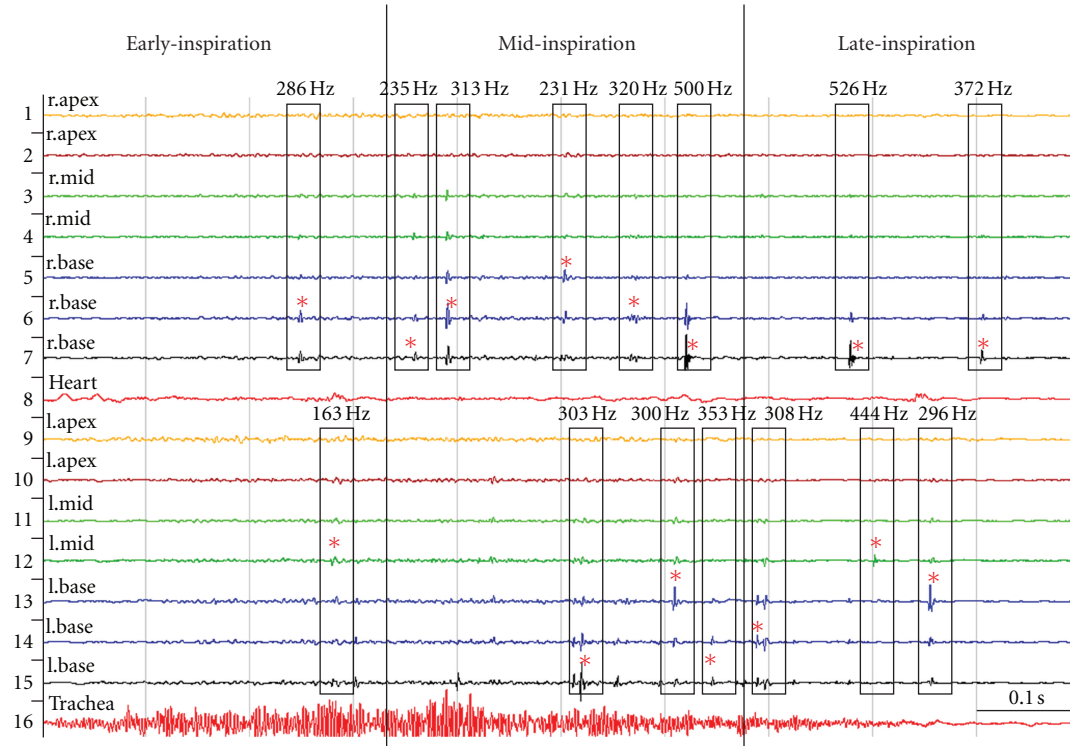 Early-inspiration Mid-inspiration Late-inspiration
286 Hz 235 Hz 313 Hz 231 Hz 320 Hz 500 Hz 526 Hz 372 Hz
1 r.apex
2 r.apex
3 r.mid
4 r.mid
5 r.base
6 r.base
7 r.base
8 Heart
163 Hz 303 Hz 300 Hz 353 Hz 308 Hz 444 Hz 296 Hz
9 l.apex
10 l.apex
11 l.mid
12 l.mid
13 l.base
14 l.base
15 l.base
16 Trachea
0.1 s